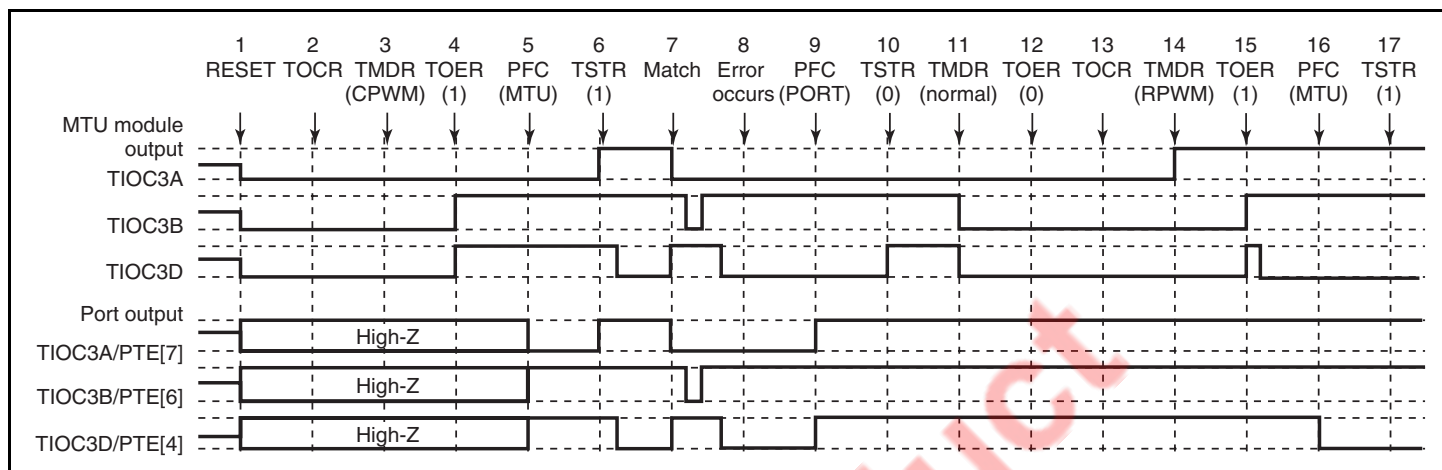 1 2 3 4 5 6 7 8 9 10 11 12 13 14 15 16 17
RESET TOCR TMDR TOER PFC TSTR Match Error PFC TSTR TMDR TOER TOCR TMDR TOER PFC TSTR
(CPWM) (1) (MTU) (1) occurs (PORT) (0) (normal) (0) (RPWM) (1) (MTU) (1)
MTU module
output
TIOC3A
TIOC3B
TIOC3D
Port output
High-Z
TIOC3A/PTE[7]
High-Z
TIOC3B/PTE[6]
High-Z
TIOC3D/PTE[4]
uct